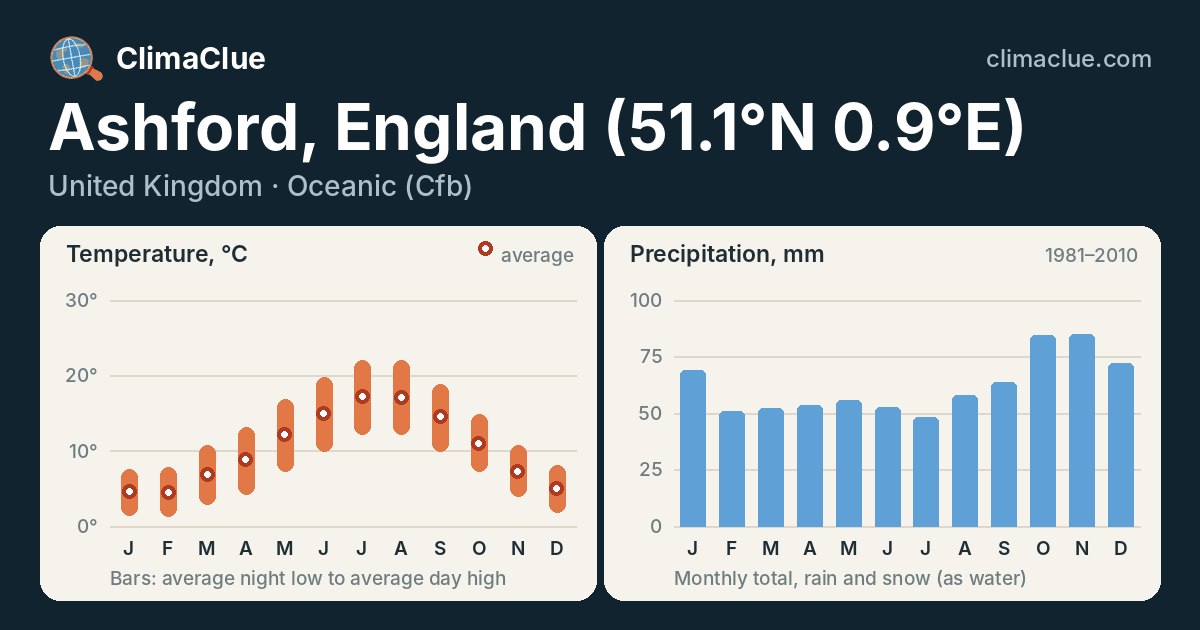 ClimaClue
climaclue.com
Ashford, England (51.1°N 0.9°E)
United Kingdom · Oceanic (Cfb)
Temperature, °C
average
30°
20°
10°
0°
J F M A M J J A S O N D
Bars: average night low to average day high
Precipitation, mm
1981–2010
100
75
50
25
0
J F M A M J J A S O N D
Monthly total, rain and snow (as water)